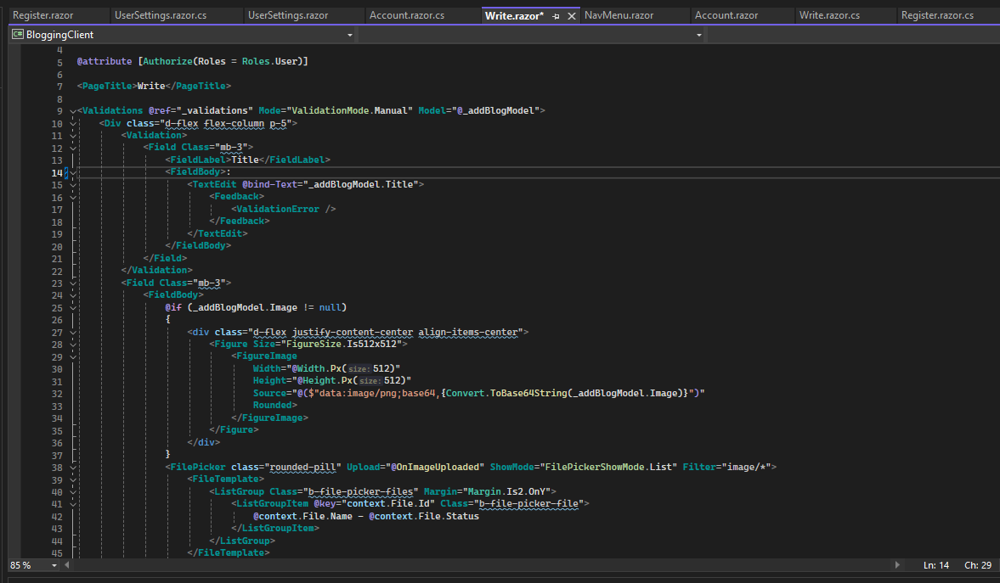 Register.razor UserSettings.razor.cs UserSettings.razor Account.razor.cs Write.razor* NavMenu.razor Account.razor Write.razor.cs Register.razor.cs
C# BloggingClient
4
5 @attribute [Authorize(Roles = Roles.User)]
6
7 <PageTitle>Write</PageTitle>
8
9 <Validations @ref="_validations" Mode="ValidationMode.Manual" Model="@_addBlogModel">
10 <Div class="d-flex flex-column p-5">
11 <Validation>
12 <Field Class="mb-3">
13 <FieldLabel>Title</FieldLabel>
14 <FieldBody>:
15 <TextEdit @bind-Text="_addBlogModel.Title">
16 <Feedback>
17 <ValidationError />
18 </Feedback>
19 </TextEdit>
20 </FieldBody>
21 </Field>
22 </Validation>
23 <Field Class="mb-3">
24 <FieldBody>
25 @if (_addBlogModel.Image != null)
26 {
27 <div class="d-flex justify-content-center align-items-center">
28 <Figure Size="FigureSize.Is512x512">
29 <FigureImage
30 Width="@Width.Px(size: 512)"
31 Height="@Height.Px(size: 512)"
32 Source="@($"data:image/png;base64,{Convert.ToBase64String(_addBlogModel.Image)}")"
33 Rounded>
34 </FigureImage>
35 </Figure>
36 </div>
37 }
38 <FilePicker class="rounded-pill" Upload="@OnImageUploaded" ShowMode="FilePickerShowMode.List" Filter="image/*">
39 <FileTemplate>
40 <ListGroup Class="b-file-picker-files" Margin="Margin.Is2.OnY">
41 <ListGroupItem @key="context.File.Id" Class="b-file-picker-file">
42 @context.File.Name - @context.File.Status
43 </ListGroupItem>
44 </ListGroup>
45 </FileTemplate>
85 % Ln: 14 Ch: 29